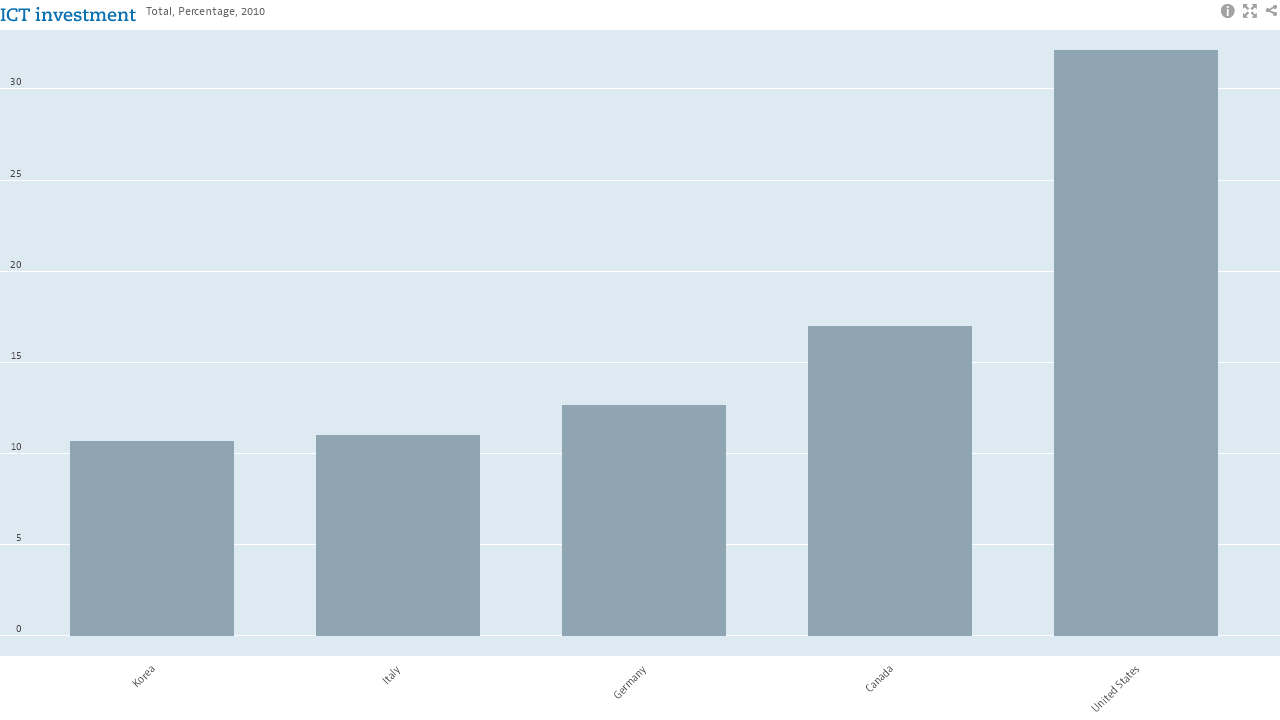 ICT investment Total, Percentage, 2010
30
25
20
15
10
5
0
Korea
Italy
Germany
Canada
United States